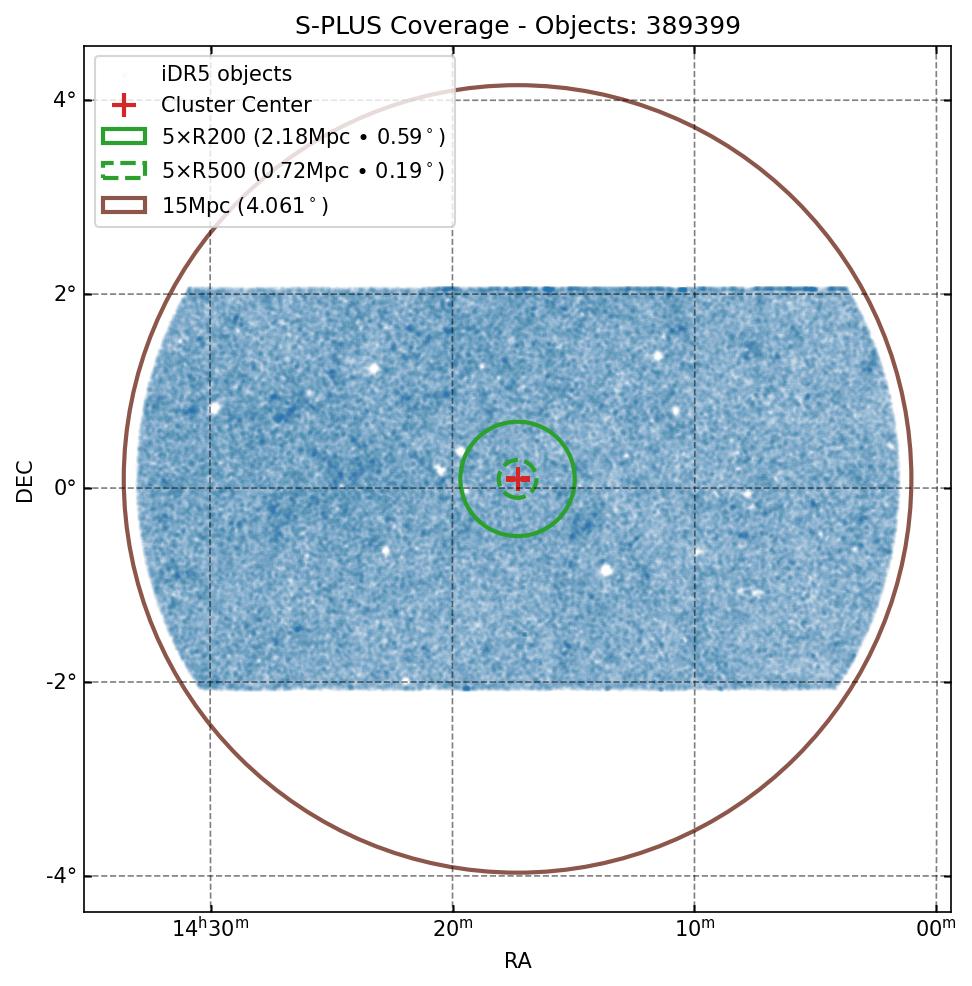 S-PLUS Coverage - Objects: 389399
iDR5 objects
Cluster Center
5×R200 (2.18Mpc • 0.59°)
5×R500 (0.72Mpc • 0.19°)
15Mpc (4.061°)
4°
2°
0°
-2°
-4°
DEC
14ʰ30ᵐ
20ᵐ
10ᵐ
00ᵐ
RA